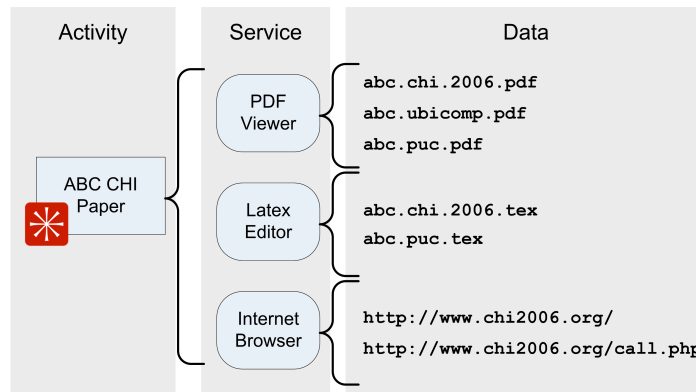 Activity
Service
Data
ABC CHI
Paper
PDF
Viewer
abc.chi.2006.pdf
abc.ubicomp.pdf
abc.puc.pdf
Latex
Editor
abc.chi.2006.tex
abc.puc.tex
Internet
Browser
http://www.chi2006.org/
http://www.chi2006.org/call.php